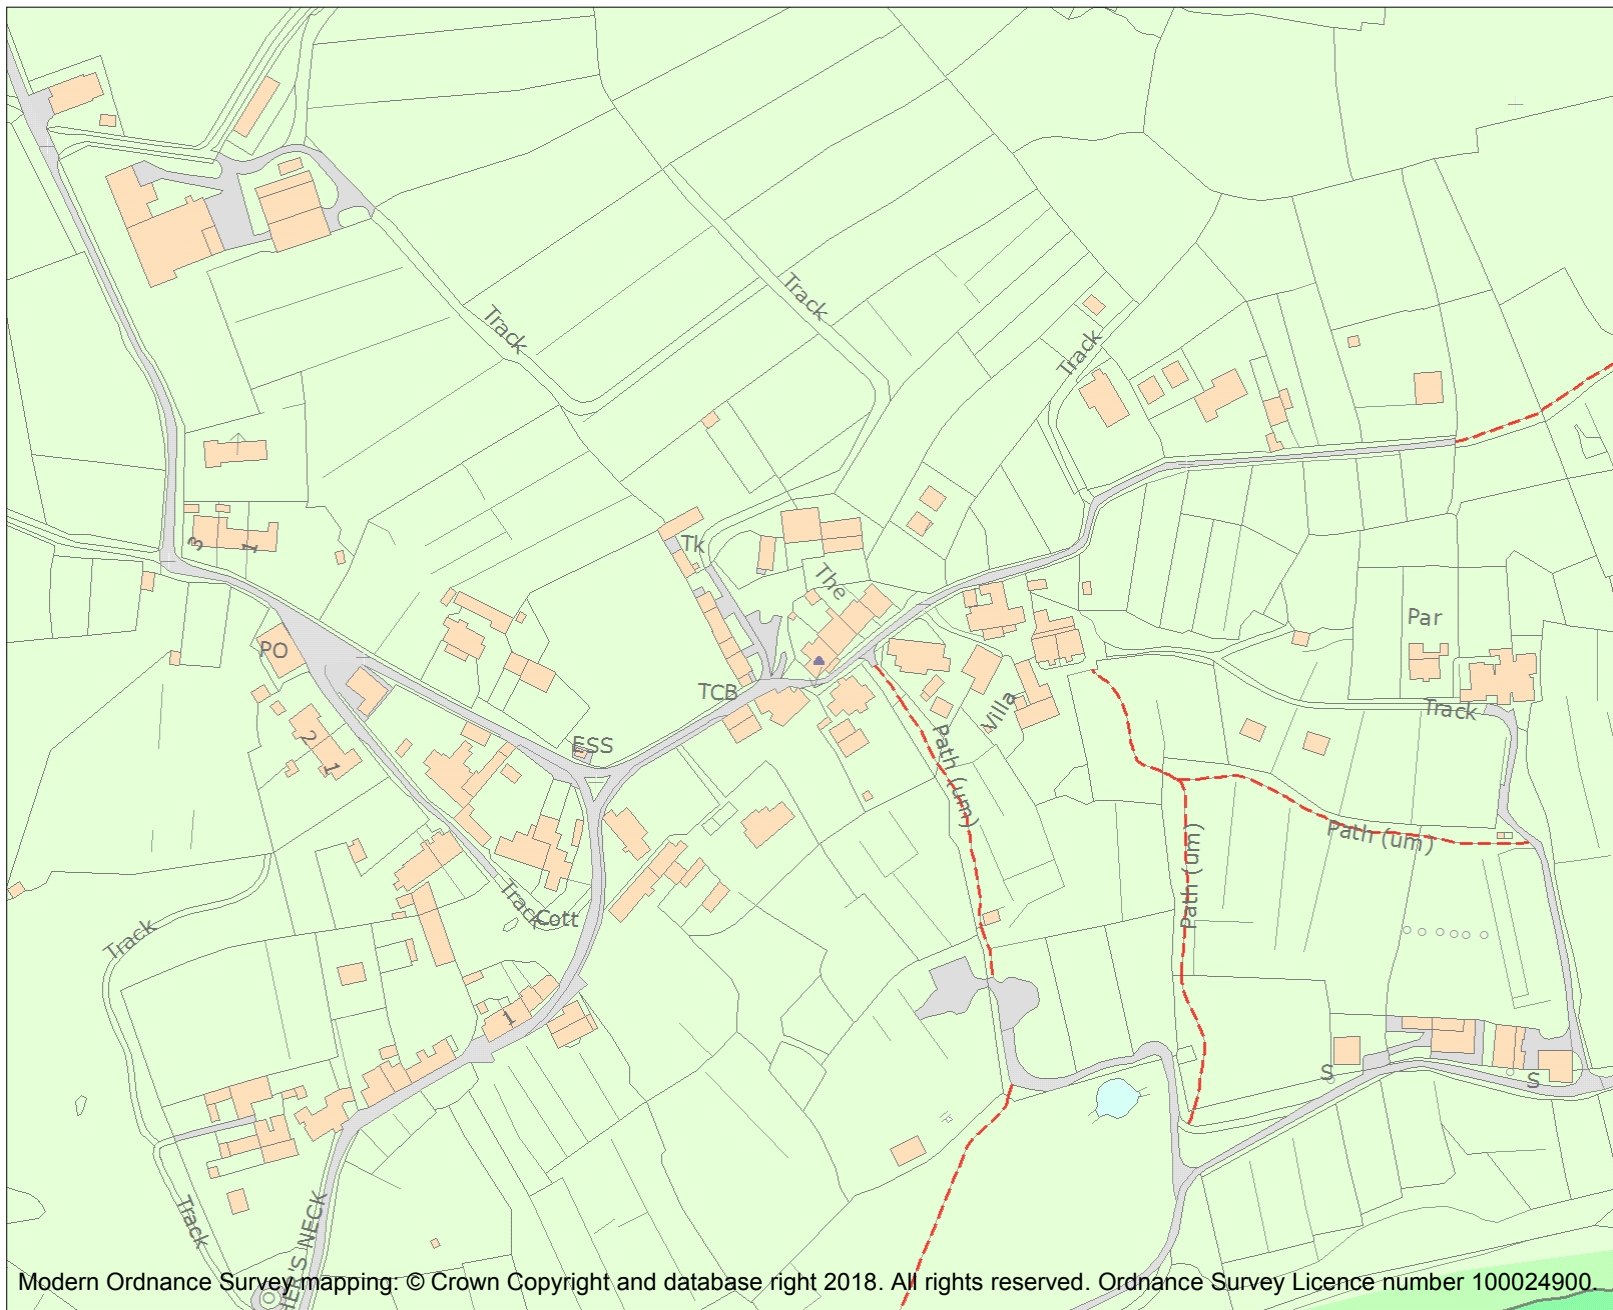 Track
Track
Track
3
1
Tk
The
PO
Par
TCB
Villa
Track
2
1
ESS
Path (um)
Path (um)
Path (um)
Track
Cott
Track
1
S
S
Track
HER'S NECK
Modern Ordnance Survey mapping: © Crown Copyright and database right 2018. All rights reserved. Ordnance Survey Licence number 100024900.